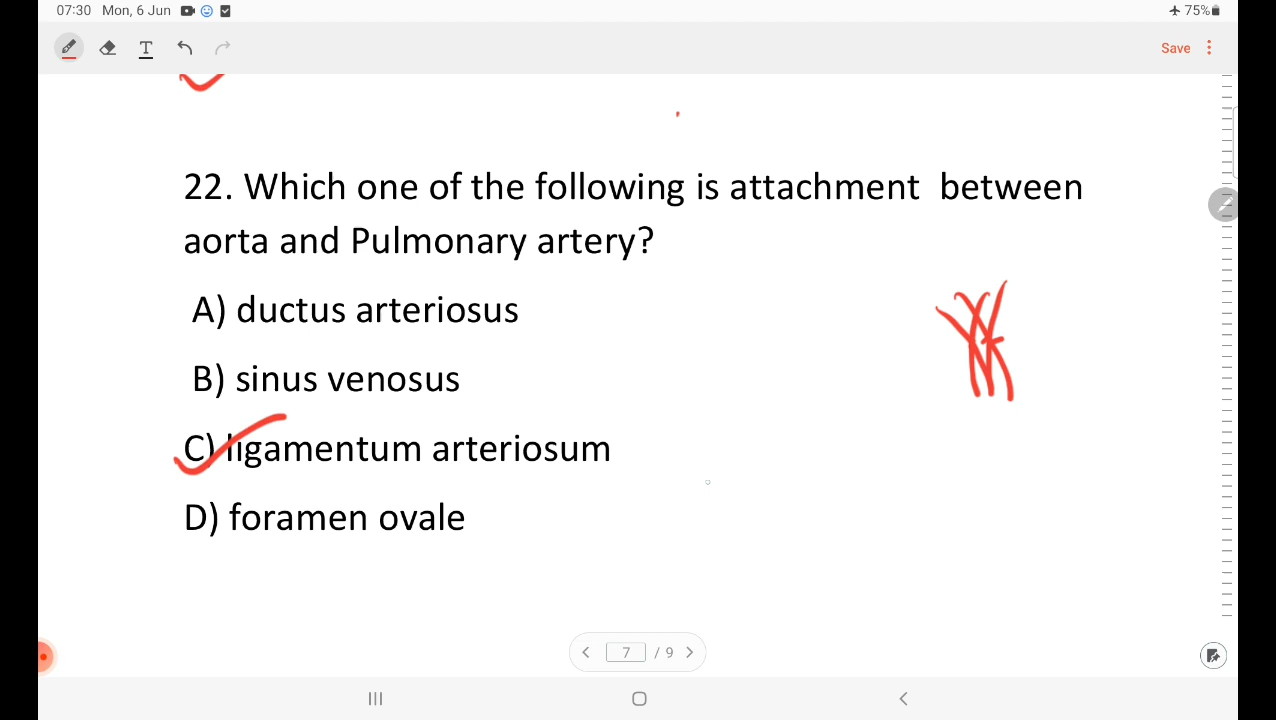 07:30 Mon, 6 Jun 75%
T Save
22. Which one of the following is attachment between
aorta and Pulmonary artery?
A) ductus arteriosus
B) sinus venosus
C) ligamentum arteriosum
D) foramen ovale
7 / 9